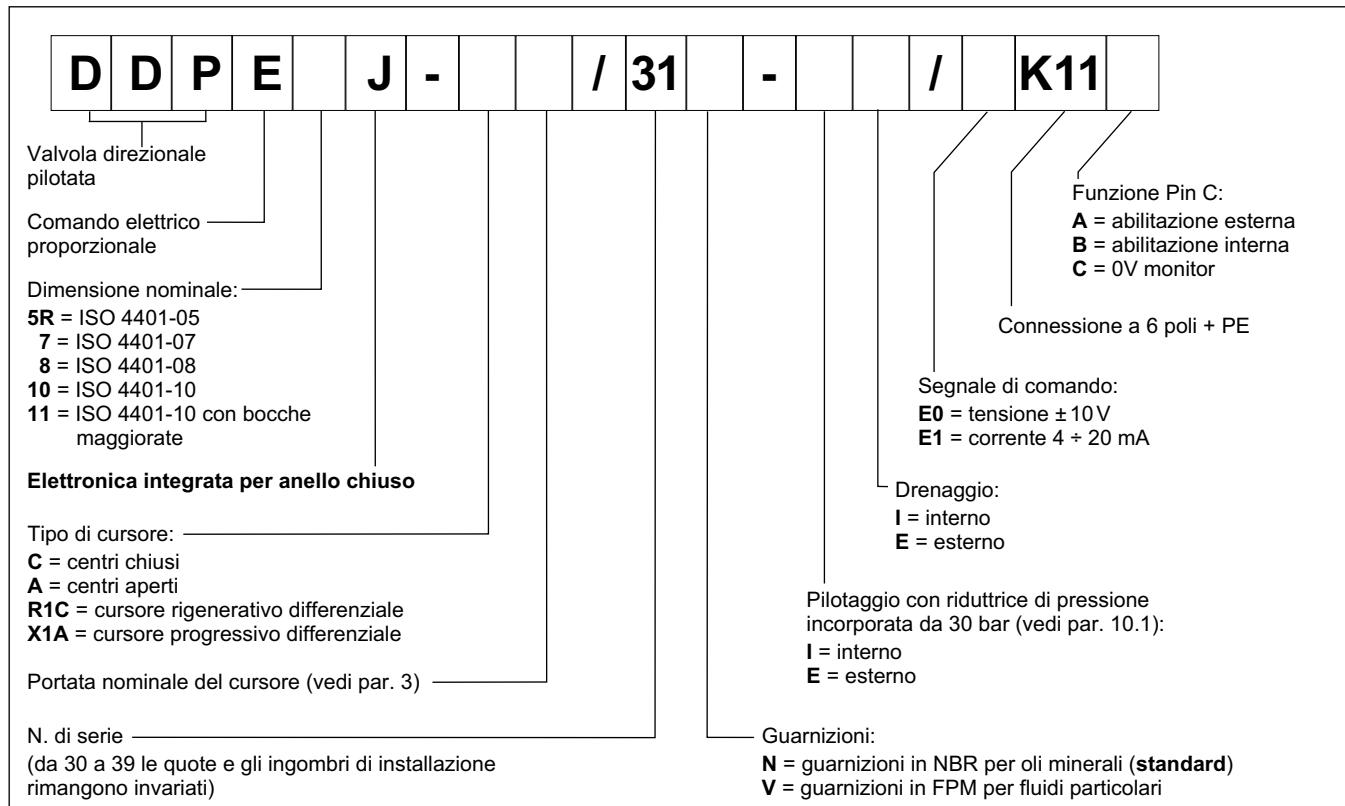 D D P E J - / 31 - / K11
Valvola direzionale
pilotata
Comando elettrico
proporzionale
Dimensione nominale:
5R = ISO 4401-05
7 = ISO 4401-07
8 = ISO 4401-08
10 = ISO 4401-10
11 = ISO 4401-10 con bocche
maggiorate
Elettronica integrata per anello chiuso
Tipo di cursore:
C = centri chiusi
A = centri aperti
R1C = cursore rigenerativo differenziale
X1A = cursore progressivo differenziale
Portata nominale del cursore (vedi par. 3)
N. di serie
(da 30 a 39 le quote e gli ingombri di installazione
rimangono invariati)
Funzione Pin C:
A = abilitazione esterna
B = abilitazione interna
C = 0V monitor
Connessione a 6 poli + PE
Segnale di comando:
E0 = tensione ±10V
E1 = corrente 4 ÷ 20 mA
Drenaggio:
I = interno
E = esterno
Pilotaggio con riduttrice di pressione
incorporata da 30 bar (vedi par. 10.1):
I = interno
E = esterno
Guarnizioni:
N = guarnizioni in NBR per oli minerali (standard)
V = guarnizioni in FPM per fluidi particolari